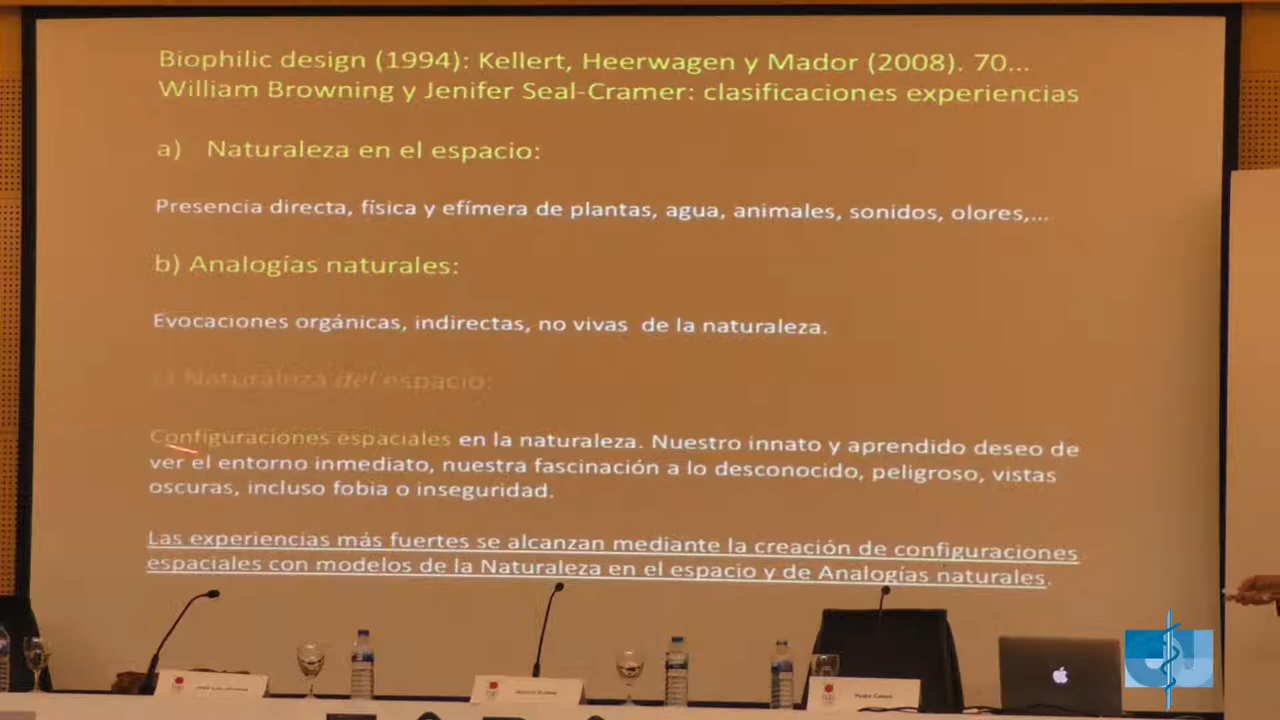 Biophilic design (1994): Kellert, Heerwagen y Mador (2008). 70...
William Browning y Jenifer Seal-Cramer: clasificaciones experiencias
a) Naturaleza en el espacio:
Presencia directa, física y efímera de plantas, agua, animales, sonidos, olores,...
b) Analogías naturales:
Evocaciones orgánicas, indirectas, no vivas de la naturaleza.
c) Naturaleza del espacio:
Configuraciones espaciales en la naturaleza. Nuestro innato y aprendido deseo de
ver el entorno inmediato, nuestra fascinación a lo desconocido, peligroso, vistas
oscuras, incluso fobia o inseguridad.
Las experiencias más fuertes se alcanzan mediante la creación de configuraciones
espaciales con modelos de la Naturaleza en el espacio y de Analogías naturales.
Pedro